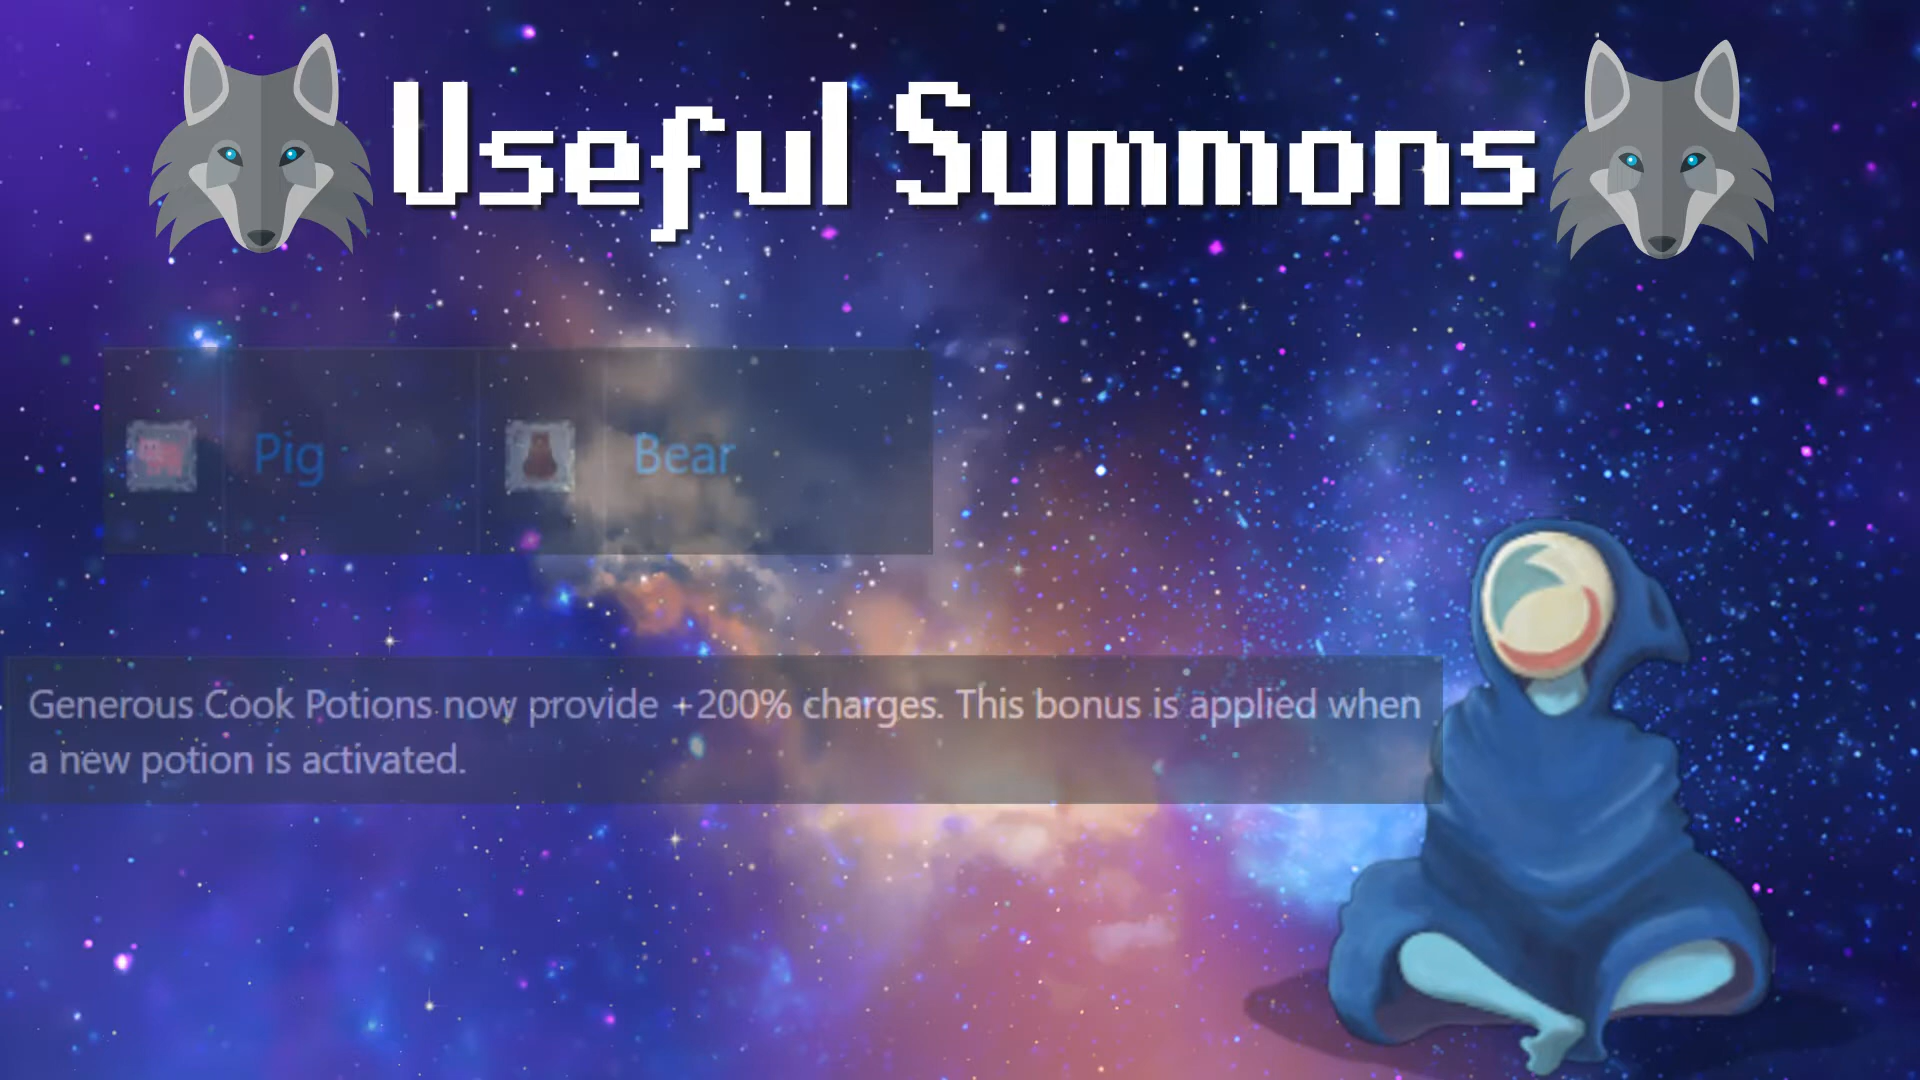 Useful Summons
Pig Bear
Generous Cook Potions now provide +200% charges. This bonus is applied when
a new potion is activated.